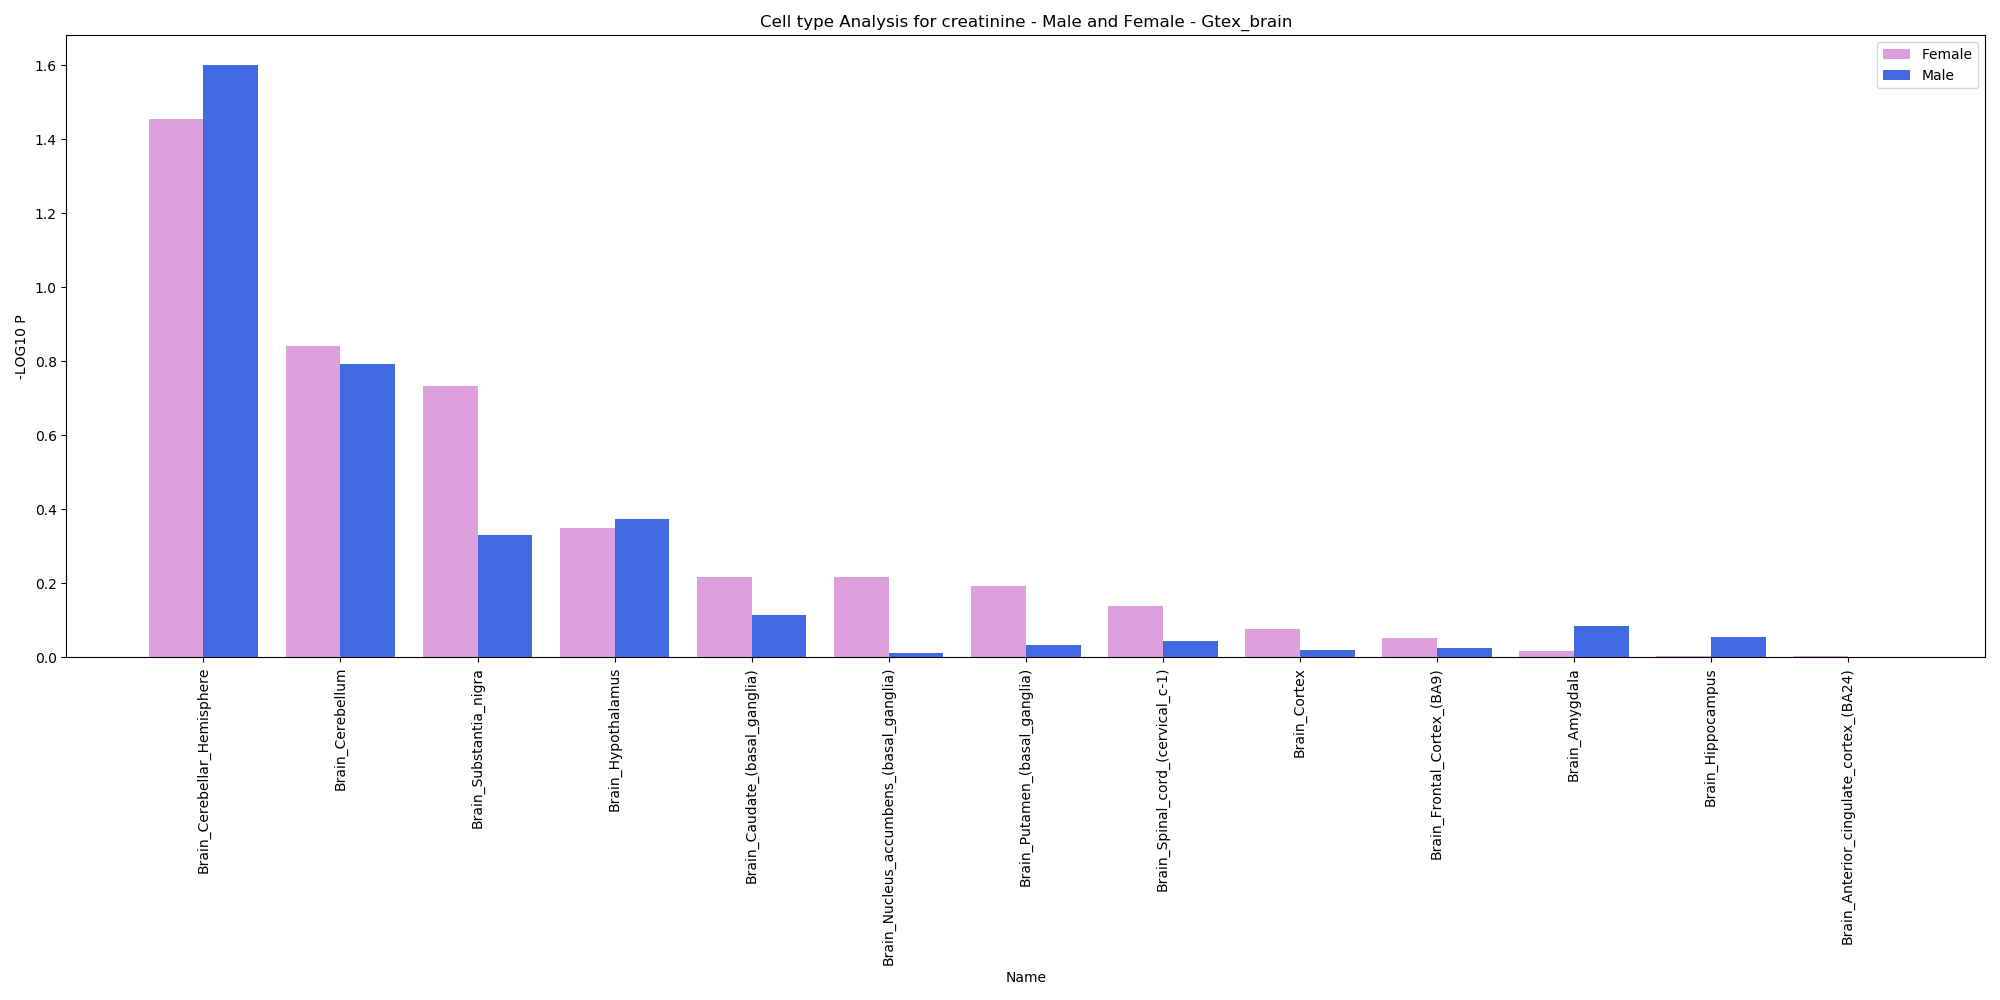 Cell type Analysis for creatinine - Male and Female - Gtex_brain
Female
Male
-LOG10 P
1.6
1.4
1.2
1.0
0.8
0.6
0.4
0.2
0.0
Brain_Cerebellar_Hemisphere
Brain_Cerebellum
Brain_Substantia_nigra
Brain_Hypothalamus
Brain_Caudate_(basal_ganglia)
Brain_Nucleus_accumbens_(basal_ganglia)
Brain_Putamen_(basal_ganglia)
Brain_Spinal_cord_(cervical_c-1)
Brain_Cortex
Brain_Frontal_Cortex_(BA9)
Brain_Amygdala
Brain_Hippocampus
Brain_Anterior_cingulate_cortex_(BA24)
Name